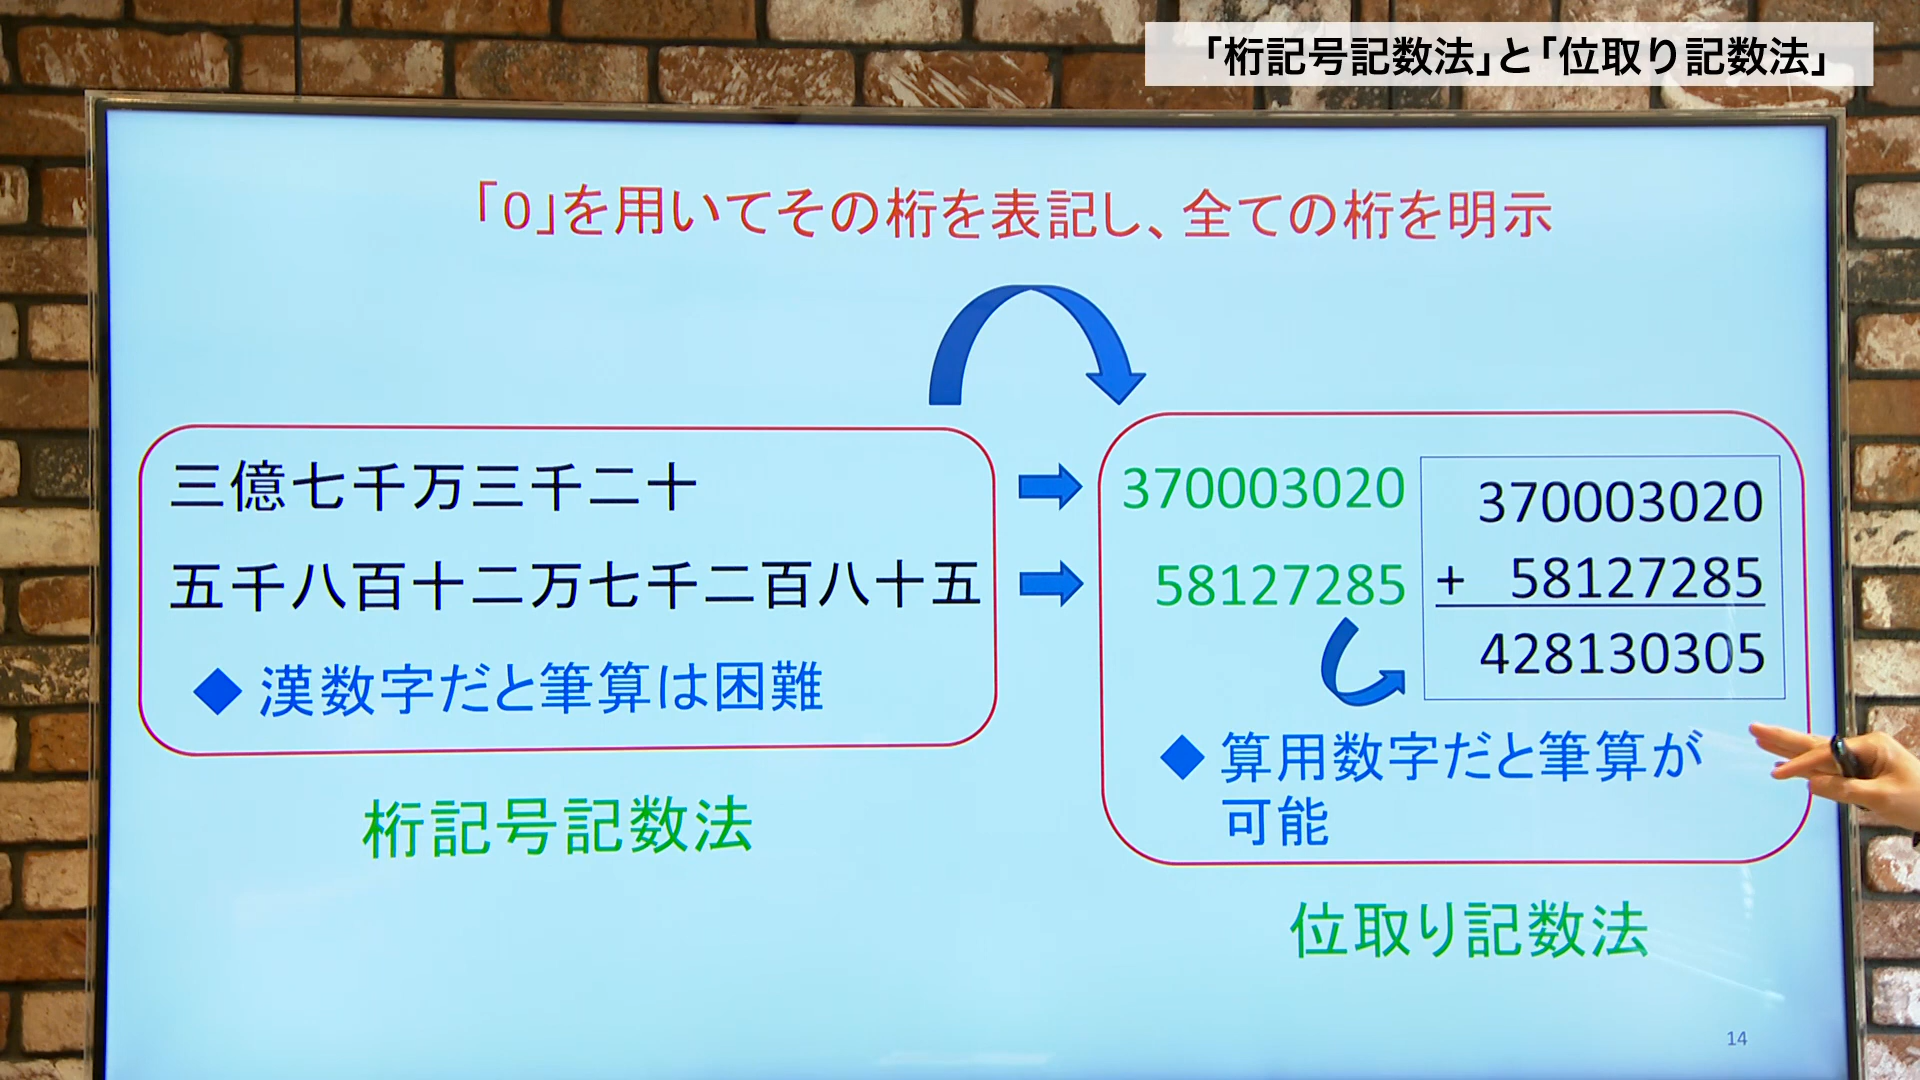 「桁記号記数法」と「位取り記数法」
「0」を用いてその桁を表記し、全ての桁を明示
三億七千万三千二十
五千八百十二万七千二百八十五
◆ 漢数字だと筆算は困難
桁記号記数法
370003020
58127285
370003020
+ 58127285
428130305
◆ 算用数字だと筆算が
可能
位取り記数法
14